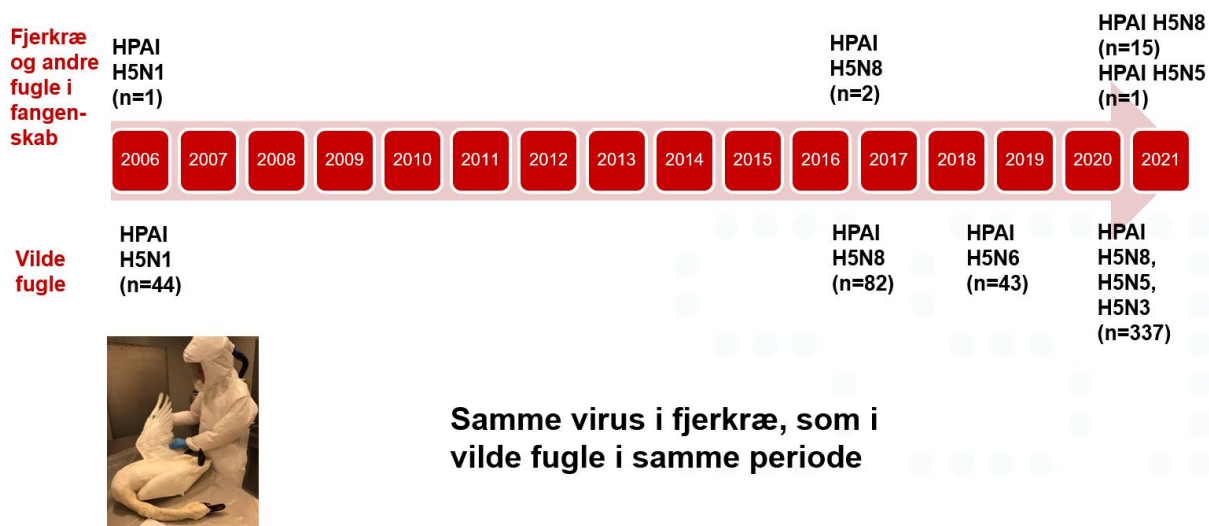 Fjerkræ
og andre
fugle i
fangen-
skab
HPAI
H5N1
(n=1)
HPAI
H5N8
(n=2)
HPAI H5N8
(n=15)
HPAI H5N5
(n=1)
2006 2007 2008 2009 2010 2011 2012 2013 2014 2015 2016 2017 2018 2019 2020 2021
Vilde
fugle
HPAI
H5N1
(n=44)
HPAI
H5N8
(n=82)
HPAI
H5N6
(n=43)
HPAI
H5N8,
H5N5,
H5N3
(n=337)
Samme virus i fjerkræ, som i
vilde fugle i samme periode